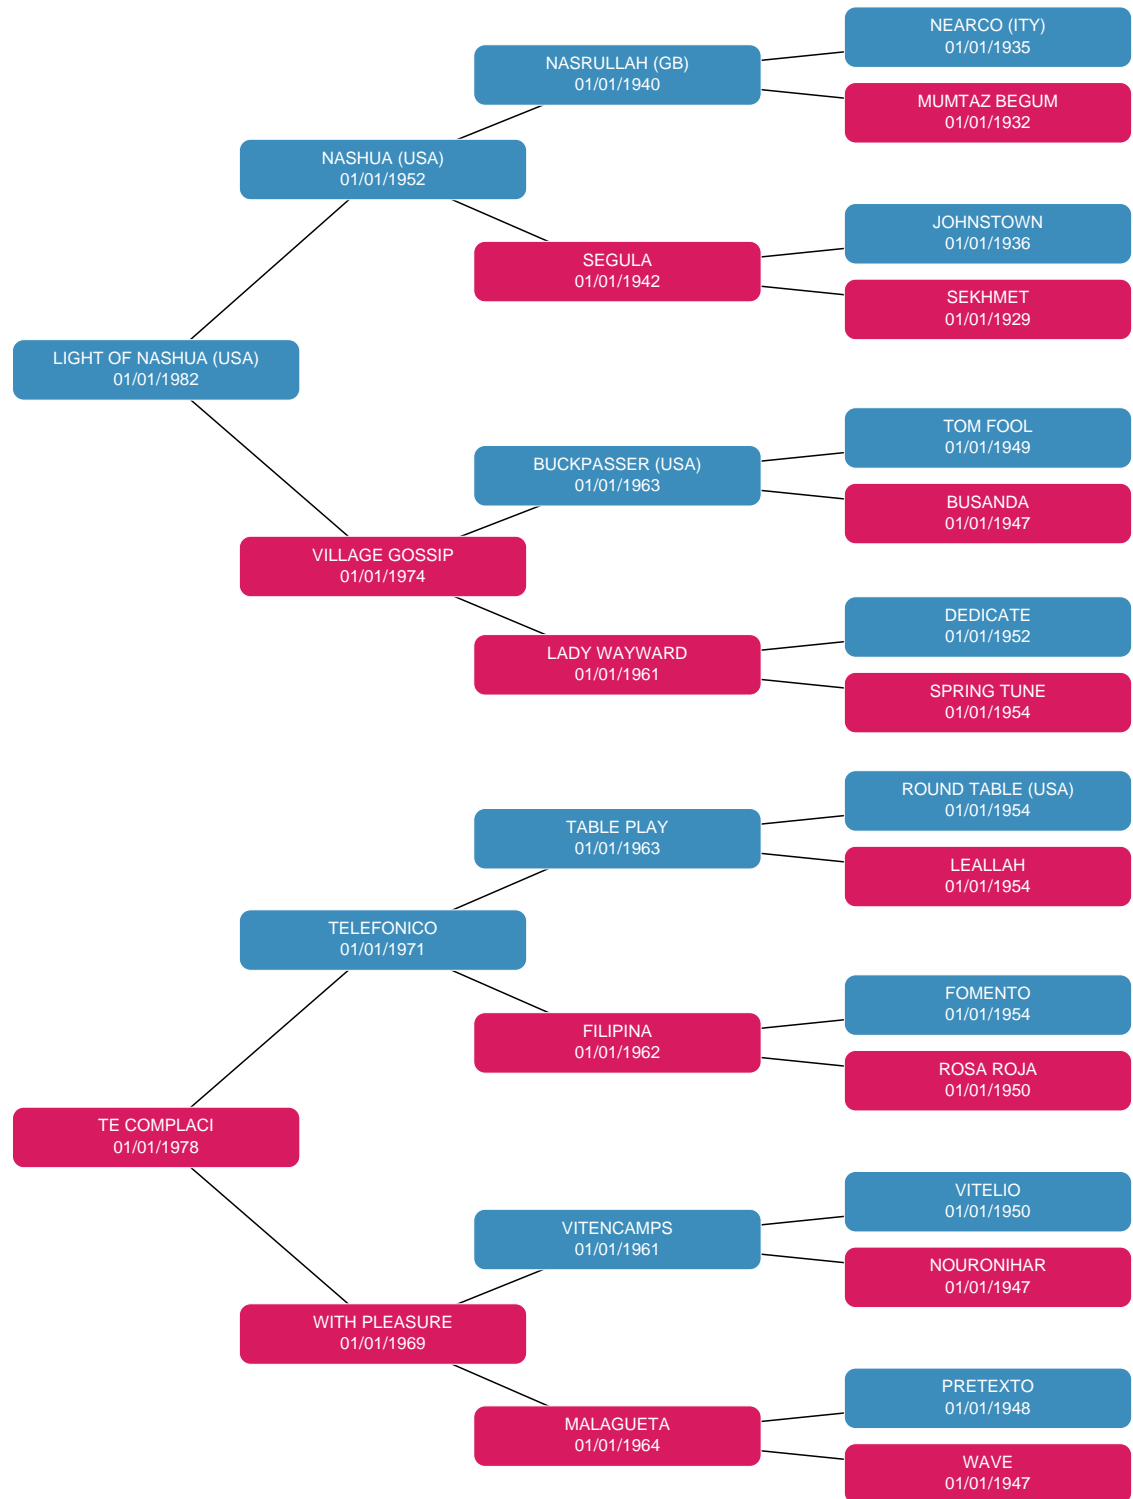 NEARCO (ITY)
01/01/1935
NASRULLAH (GB)
01/01/1940
MUMTAZ BEGUM
01/01/1932
NASHUA (USA)
01/01/1952
JOHNSTOWN
01/01/1936
SEGULA
01/01/1942
SEKHMET
01/01/1929
LIGHT OF NASHUA (USA)
01/01/1982
TOM FOOL
01/01/1949
BUCKPASSER (USA)
01/01/1963
BUSANDA
01/01/1947
VILLAGE GOSSIP
01/01/1974
DEDICATE
01/01/1952
LADY WAYWARD
01/01/1961
SPRING TUNE
01/01/1954
ROUND TABLE (USA)
01/01/1954
TABLE PLAY
01/01/1963
LEALLAH
01/01/1954
TELEFONICO
01/01/1971
FOMENTO
01/01/1954
FILIPINA
01/01/1962
ROSA ROJA
01/01/1950
TE COMPLACI
01/01/1978
VITELIO
01/01/1950
VITENCAMPS
01/01/1961
NOURONIHAR
01/01/1947
WITH PLEASURE
01/01/1969
PRETEXTO
01/01/1948
MALAGUETA
01/01/1964
WAVE
01/01/1947